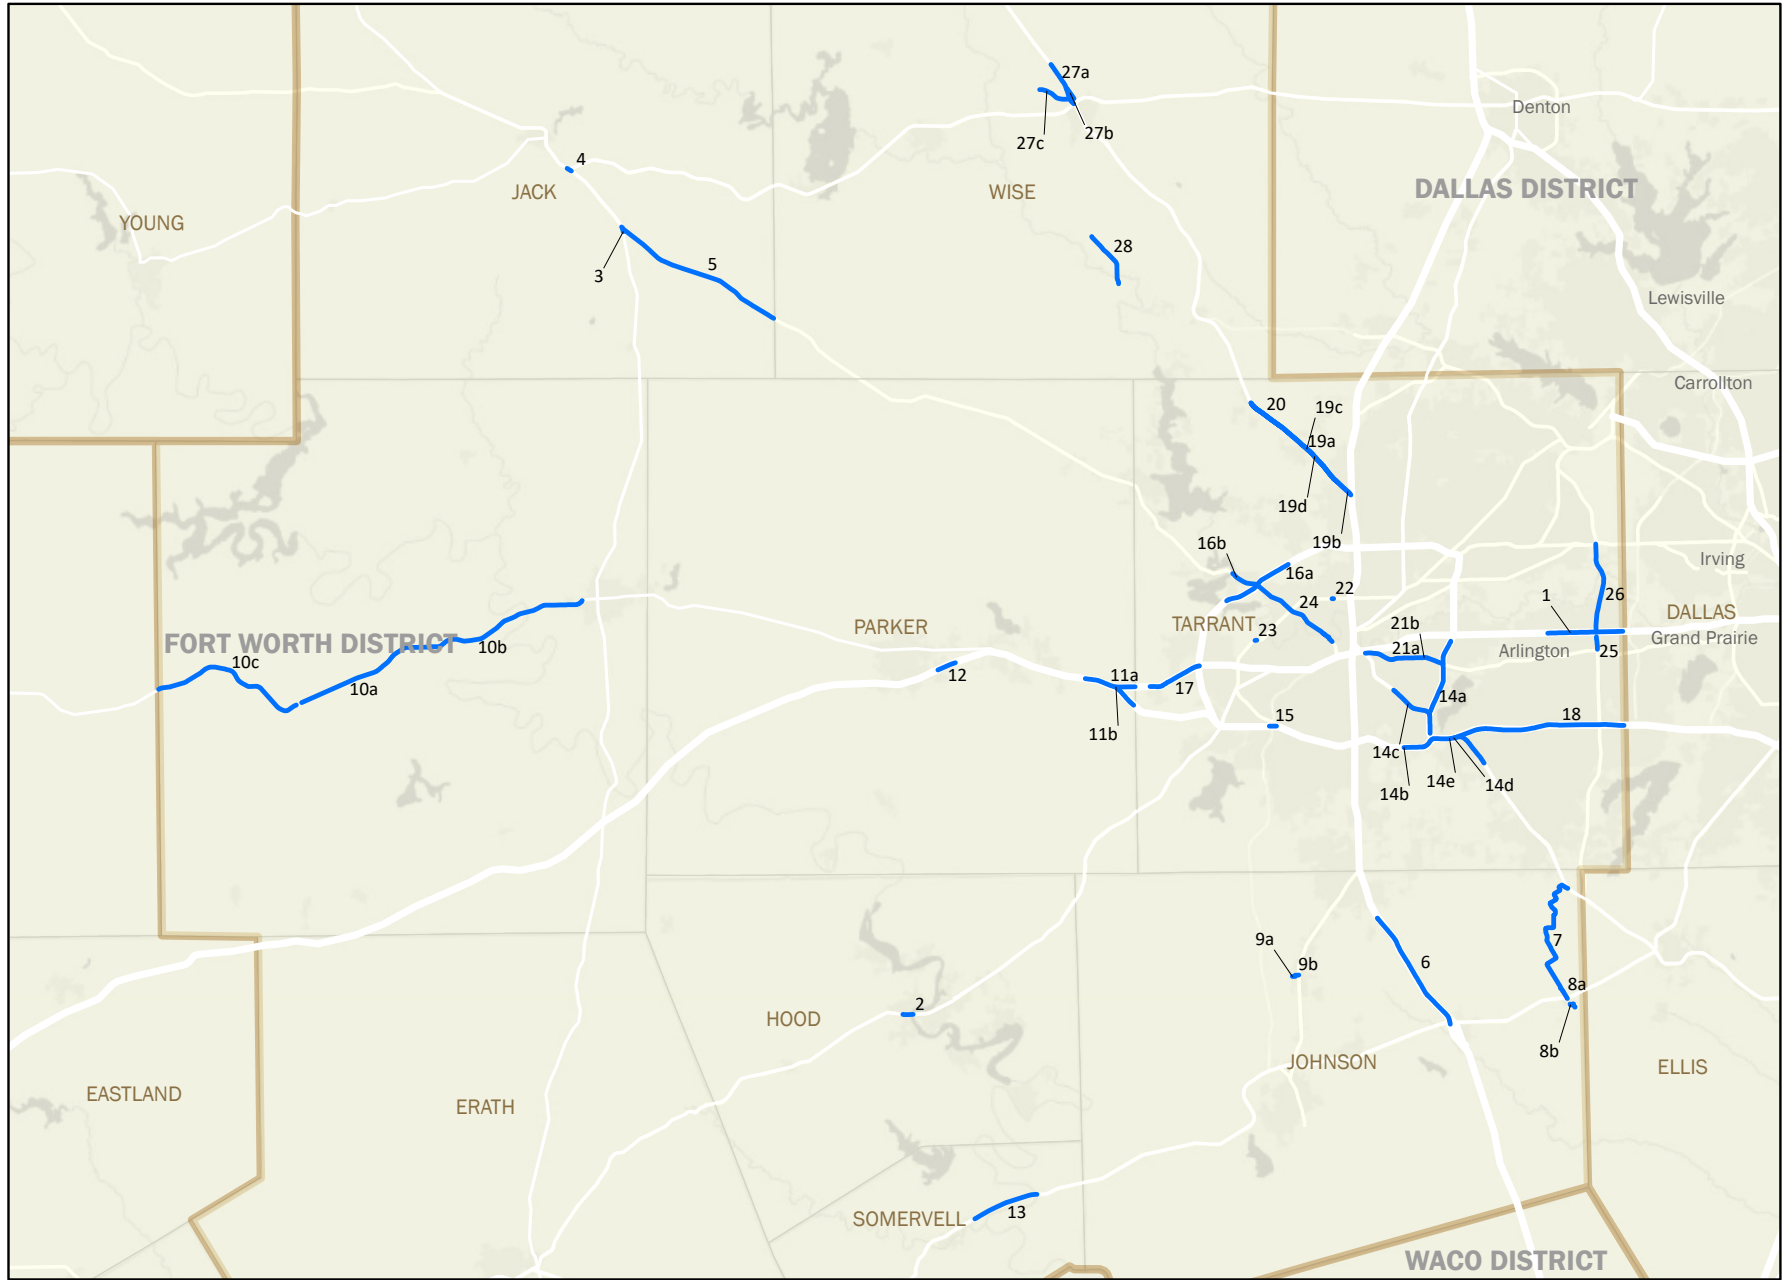 27a
Denton
27c
27b
4
JACK
WISE
DALLAS DISTRICT
YOUNG
28
3
5
Lewisville
Carrollton
20
19c
19a
19d
19b
16b
Irving
16a
22
1
26
24
DALLAS
TARRANT
23
21b
Grand Prairie
PARKER
21a
Arlington
25
FORT WORTH DISTRICT
10b
10c
10a
12
11a
17
14a
11b
15
18
14c
14e
14d
14b
9a
9b
6
7
8a
2
HOOD
8b
JOHNSON
ELLIS
EASTLAND
ERATH
SOMERVELL
13
WACO DISTRICT